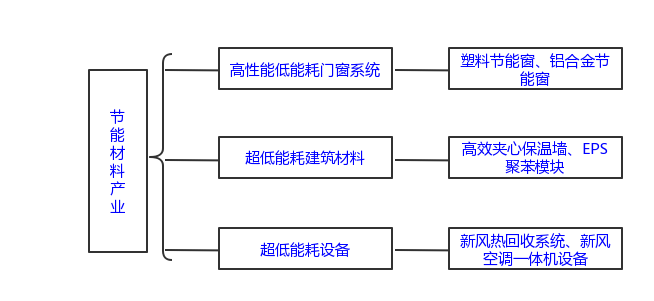 节能材料产业
高性能低能耗门窗系统
塑料节能窗、铝合金节
能窗
超低能耗建筑材料
高效夹心保温墙、EPS
聚苯模块
超低能耗设备
新风热回收系统、新风
空调一体机设备